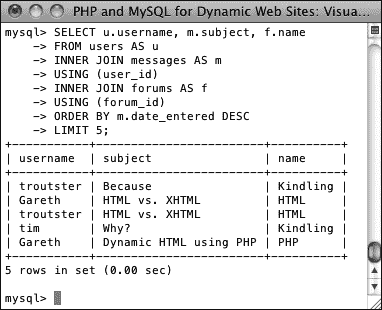 PHP and MySQL for Dynamic Web Sites: Visua...
mysql> SELECT u.username, m.subject, f.name
    -> FROM users AS u
    -> INNER JOIN messages AS m
    -> USING (user_id)
    -> INNER JOIN forums AS f
    -> USING (forum_id)
    -> ORDER BY m.date_entered DESC
    -> LIMIT 5;
+-----------+------------------------+----------+
| username  | subject                | name     |
+-----------+------------------------+----------+
| troutster | Because                | Kindling |
| Gareth    | HTML vs. XHTML         | HTML     |
| troutster | HTML vs. XHTML         | HTML     |
| tim       | Why?                   | Kindling |
| Gareth    | Dynamic HTML using PHP | PHP      |
+-----------+------------------------+----------+
5 rows in set (0.00 sec)
mysql>